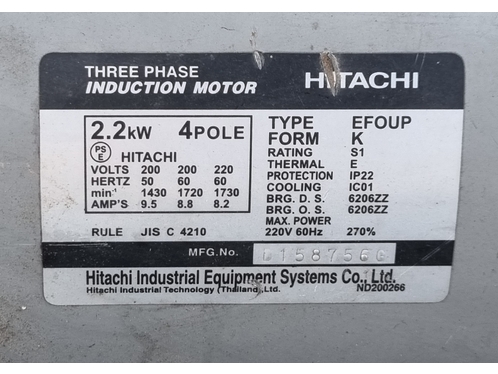 THREE PHASE
INDUCTION MOTOR HITACHI
2.2kW 4POLE
PS E HITACHI
VOLTS 200 200 220
HERTZ 50 60 60
min⁻¹ 1430 1720 1730
AMP'S 9.5 8.8 8.2
RULE JIS C 4210
TYPE EFOUP
FORM K
RATING S1
THERMAL E
PROTECTION IP22
COOLING IC01
BRG. D. S. 6206ZZ
BRG. O. S. 6206ZZ
MAX. POWER
220V 60Hz 270%
MFG.No.
Hitachi Industrial Equipment Systems Co., Ltd.
Hitachi Industrial Technology (Thailand),Ltd. ND200266